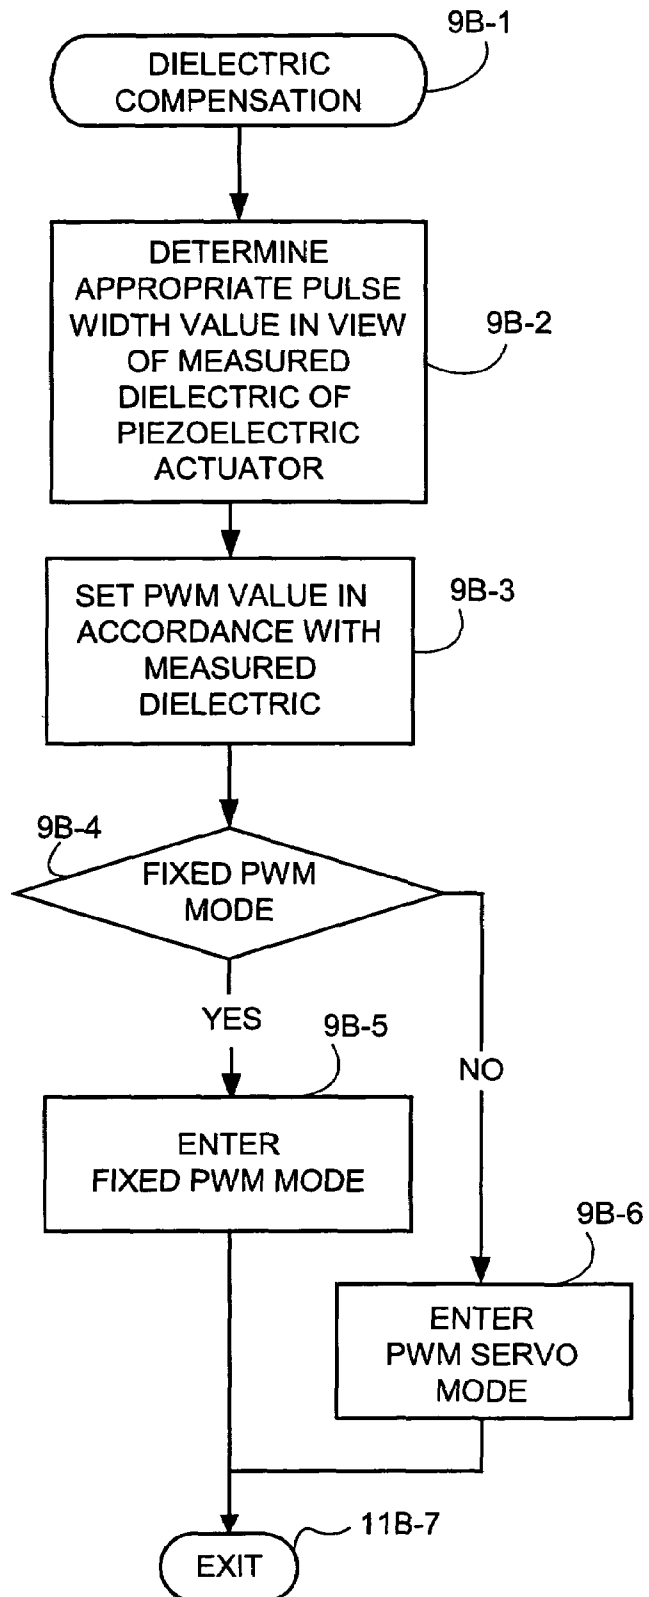 9B-1
DIELECTRIC
COMPENSATION
DETERMINE
APPROPRIATE PULSE
WIDTH VALUE IN VIEW
OF MEASURED
DIELECTRIC OF
PIEZOELECTRIC
ACTUATOR
9B-2
SET PWM VALUE IN
ACCORDANCE WITH
MEASURED
DIELECTRIC
9B-3
9B-4
FIXED PWM
MODE
YES
NO
9B-5
ENTER
FIXED PWM MODE
9B-6
ENTER
PWM SERVO
MODE
11B-7
EXIT